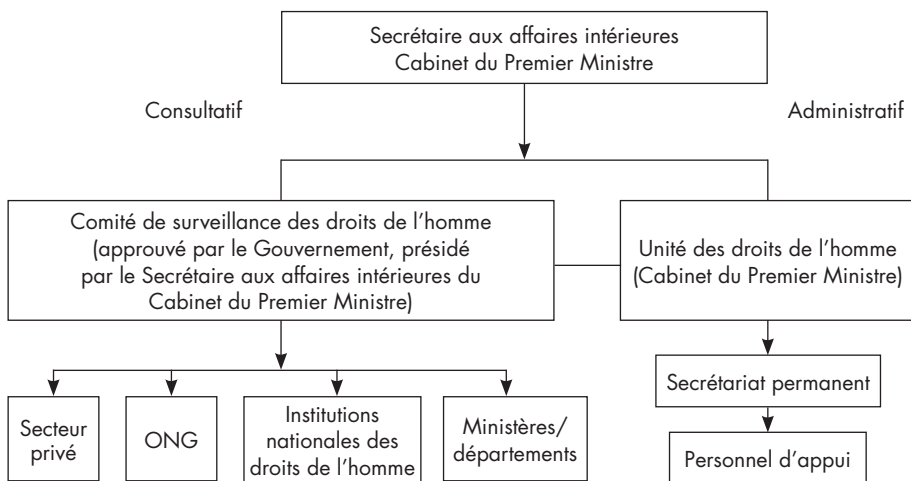 Secrétaire aux affaires intérieures
Cabinet du Premier Ministre
Consultatif
Administratif
Comité de surveillance des droits de l'homme
(approuvé par le Gouvernement, présidé
par le Secrétaire aux affaires intérieures du
Cabinet du Premier Ministre)
Unité des droits de l'homme
(Cabinet du Premier Ministre)
Secteur
privé
ONG
Institutions
nationales des
droits de l'homme
Ministères/
départements
Secrétariat permanent
Personnel d'appui